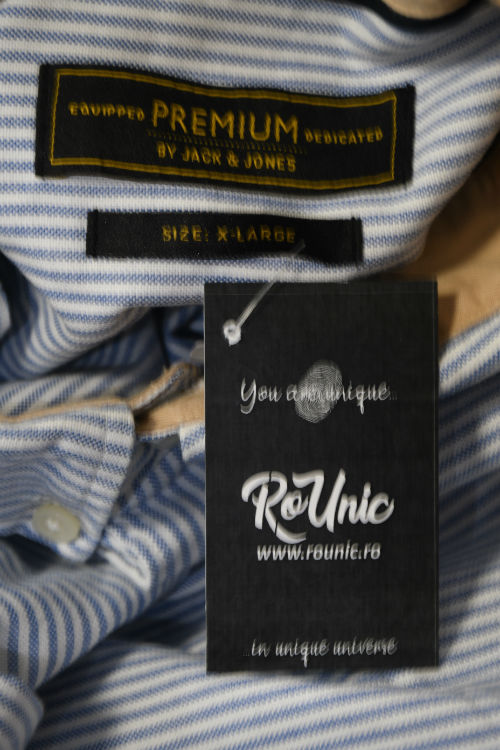 EQUIPPED PREMIUM DEDICATED
BY JACK & JONES
SIZE: X-LARGE
You are unique...
RoUnic
www.rounic.ro
...in unique universe